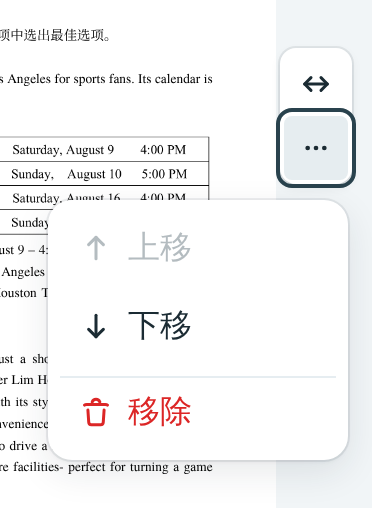 项中选出最佳选项。
Angeles for sports fans. Its calendar is
Saturday, August 9 4:00 PM
Sunday, August 10 5:00 PM
Saturday, August 16 4:00 PM
Sunday
ust 9 – 4:
上移
Angeles
ouston T
下移
ust a sho
er Lim Ho
th its sty
移除
nvenience
o drive a
re facilities- perfect for turning a game